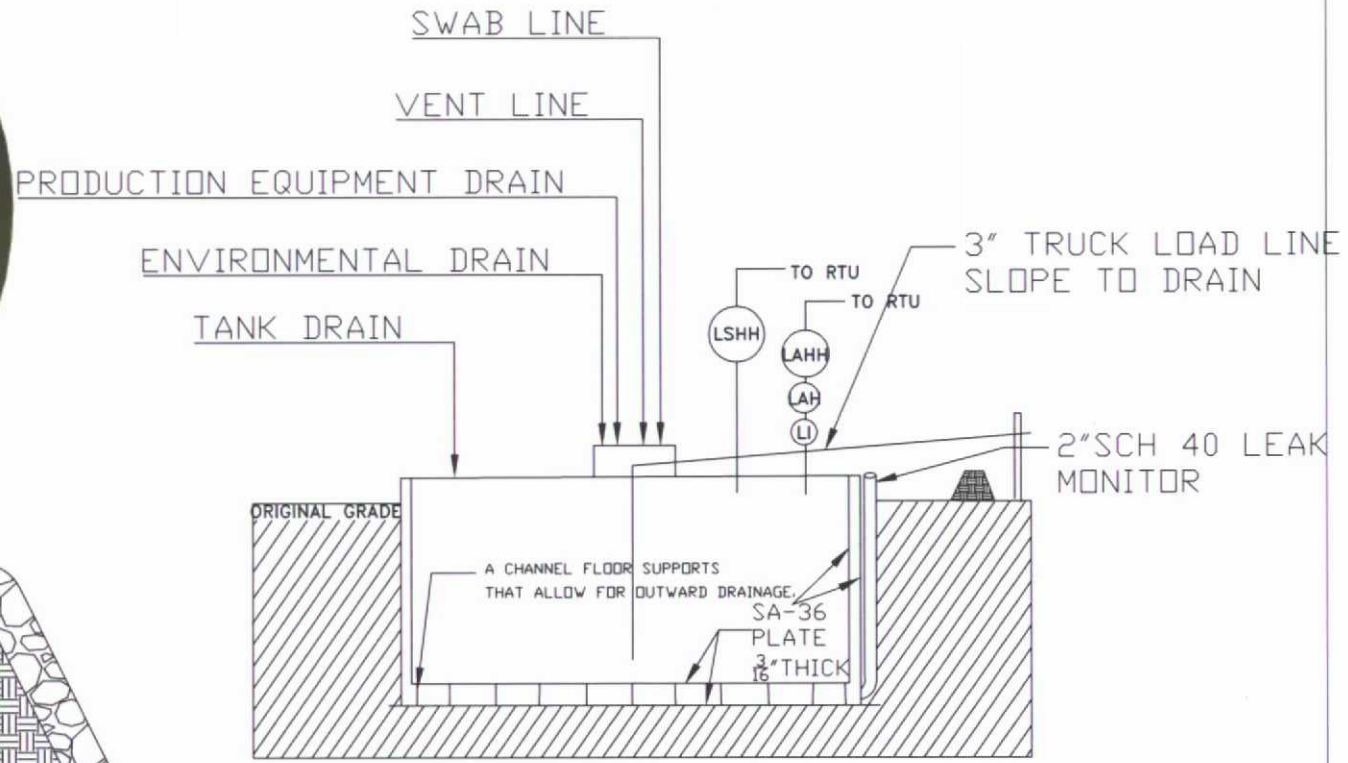 SWAB LINE
VENT LINE
PRODUCTION EQUIPMENT DRAIN
ENVIRONMENTAL DRAIN
TANK DRAIN
TO RTU
TO RTU
3" TRUCK LOAD LINE
SLOPE TO DRAIN
LSHH
LAHH
LAH
LI
2"SCH 40 LEAK
MONITOR
ORIGINAL GRADE
A CHANNEL FLOOR SUPPORTS
THAT ALLOW FOR OUTWARD DRAINAGE.
SA-36
PLATE
3/16"THICK